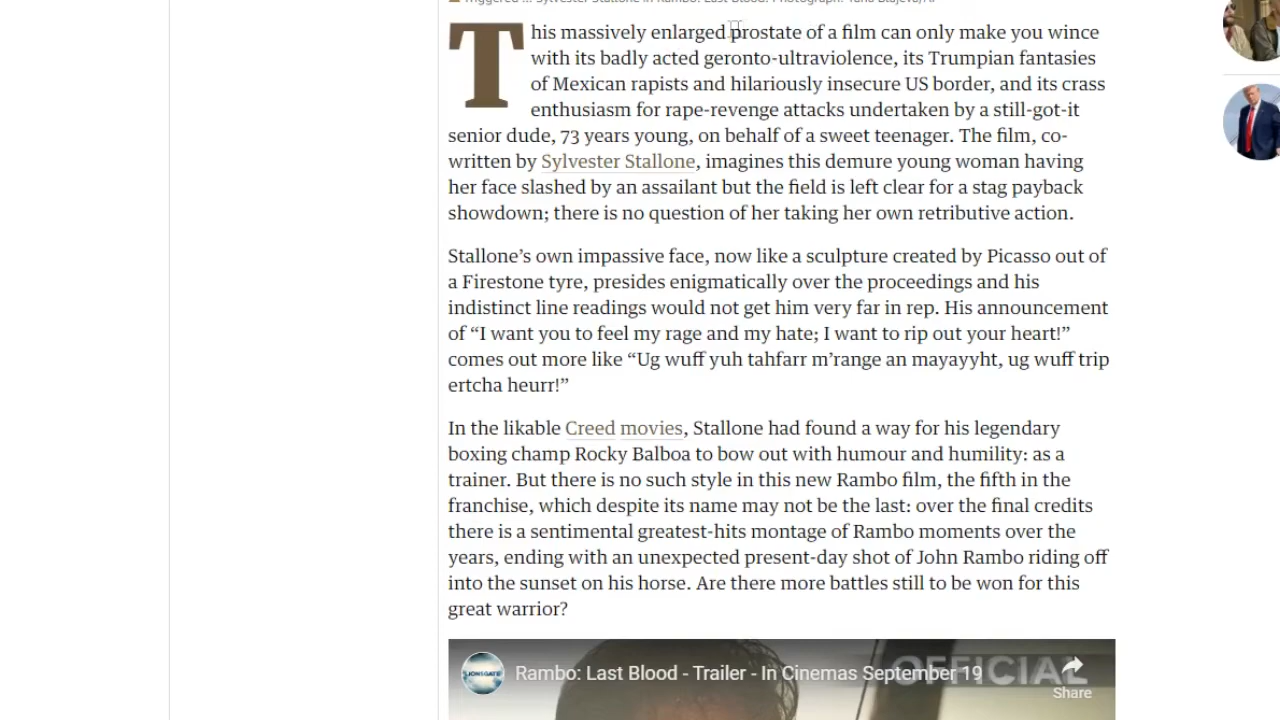 Triggered ... Sylvester Stallone in Rambo: Last Blood. Photograph: Yana Blajeva/AP
This massively enlarged prostate of a film can only make you wince
with its badly acted geronto-ultraviolence, its Trumpian fantasies
of Mexican rapists and hilariously insecure US border, and its crass
enthusiasm for rape-revenge attacks undertaken by a still-got-it
senior dude, 73 years young, on behalf of a sweet teenager. The film, co-
written by Sylvester Stallone, imagines this demure young woman having
her face slashed by an assailant but the field is left clear for a stag payback
showdown; there is no question of her taking her own retributive action.
Stallone’s own impassive face, now like a sculpture created by Picasso out of
a Firestone tyre, presides enigmatically over the proceedings and his
indistinct line readings would not get him very far in rep. His announcement
of “I want you to feel my rage and my hate; I want to rip out your heart!”
comes out more like “Ug wuff yuh tahfarr m’range an mayayyht, ug wuff trip
ertcha heurr!”
In the likable Creed movies, Stallone had found a way for his legendary
boxing champ Rocky Balboa to bow out with humour and humility: as a
trainer. But there is no such style in this new Rambo film, the fifth in the
franchise, which despite its name may not be the last: over the final credits
there is a sentimental greatest-hits montage of Rambo moments over the
years, ending with an unexpected present-day shot of John Rambo riding off
into the sunset on his horse. Are there more battles still to be won for this
great warrior?
LIONSGATE
Rambo: Last Blood - Trailer - In Cinemas September 19
OFFICIAL
Share